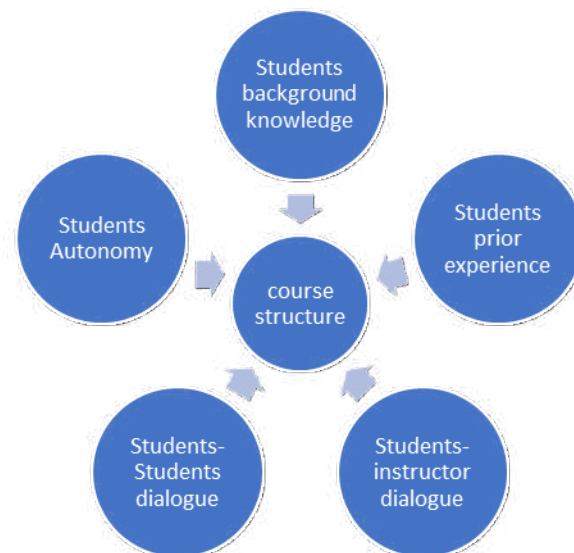 Students
background
knowledge
Students
Autonomy
Students
prior
experience
course
structure
Students-
Students
dialogue
Students-
instructor
dialogue